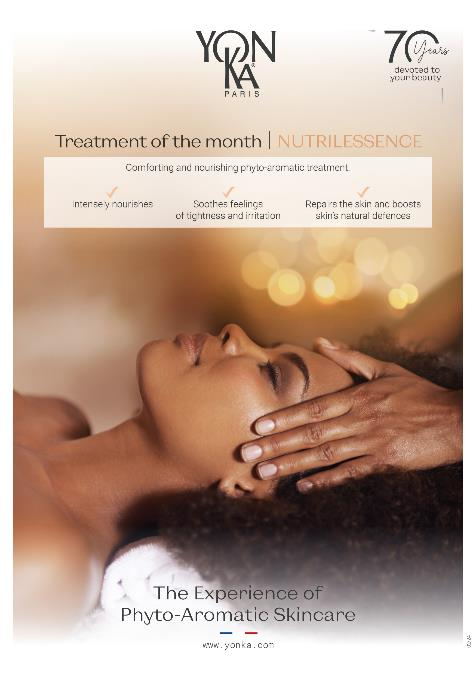 YON
KA®
PARIS
70 Years
devoted to
your beauty
Treatment of the month | NUTRILESSENCE
Comforting and nourishing phyto-aromatic treatment.
Intensely nourishes
Soothes feelings
of tightness and irritation
Repairs the skin and boosts
skin's natural defences
The Experience of
Phyto-Aromatic Skincare
www.yonka.com